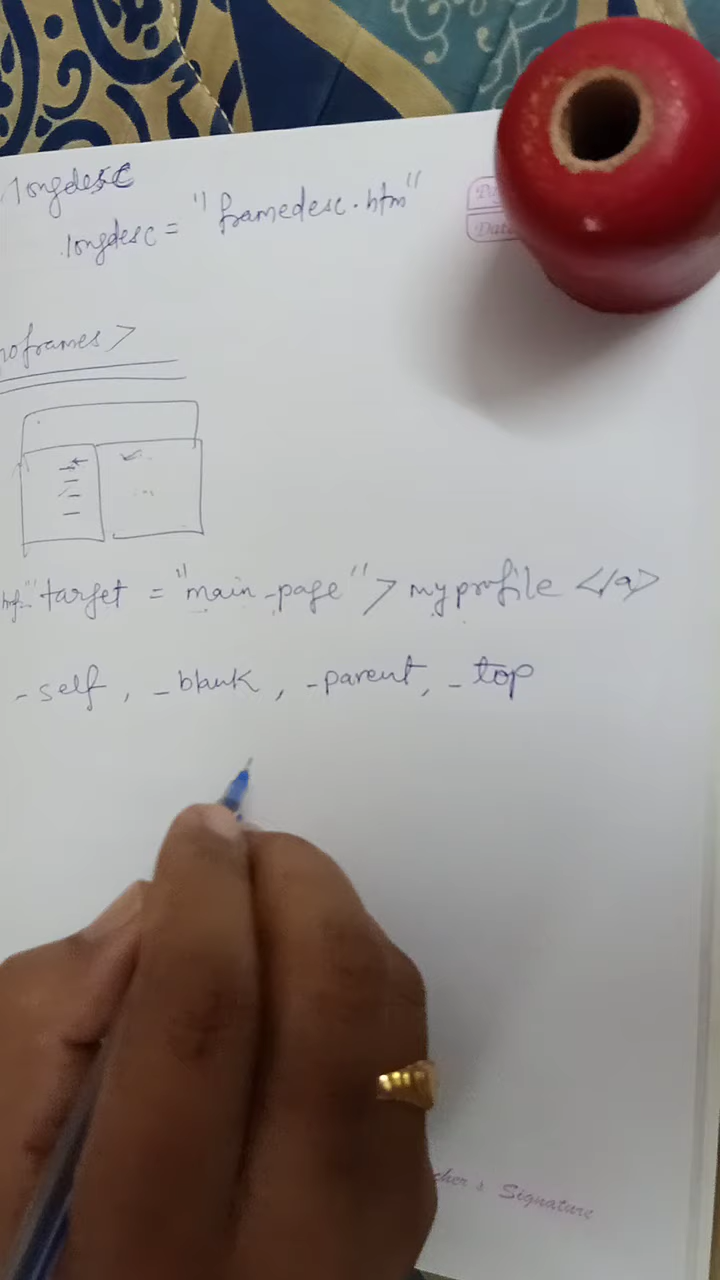 longdesc
longdesc = "framedesc.htm"
noframes>
target = "main_page" > my profile </a>
_self, _blank, _parent, _top
Signature